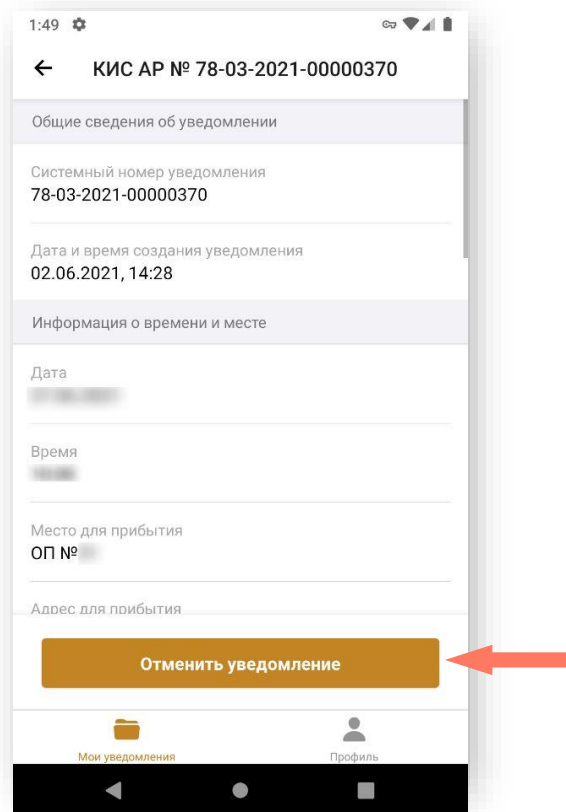 1:49
КИС АР № 78-03-2021-00000370
Общие сведения об уведомлении
Системный номер уведомления
78-03-2021-00000370
Дата и время создания уведомления
02.06.2021, 14:28
Информация о времени и месте
Дата
Время
Место для прибытия
ОП №
Адрес для прибытия
Отменить уведомление
Мои уведомления
Профиль